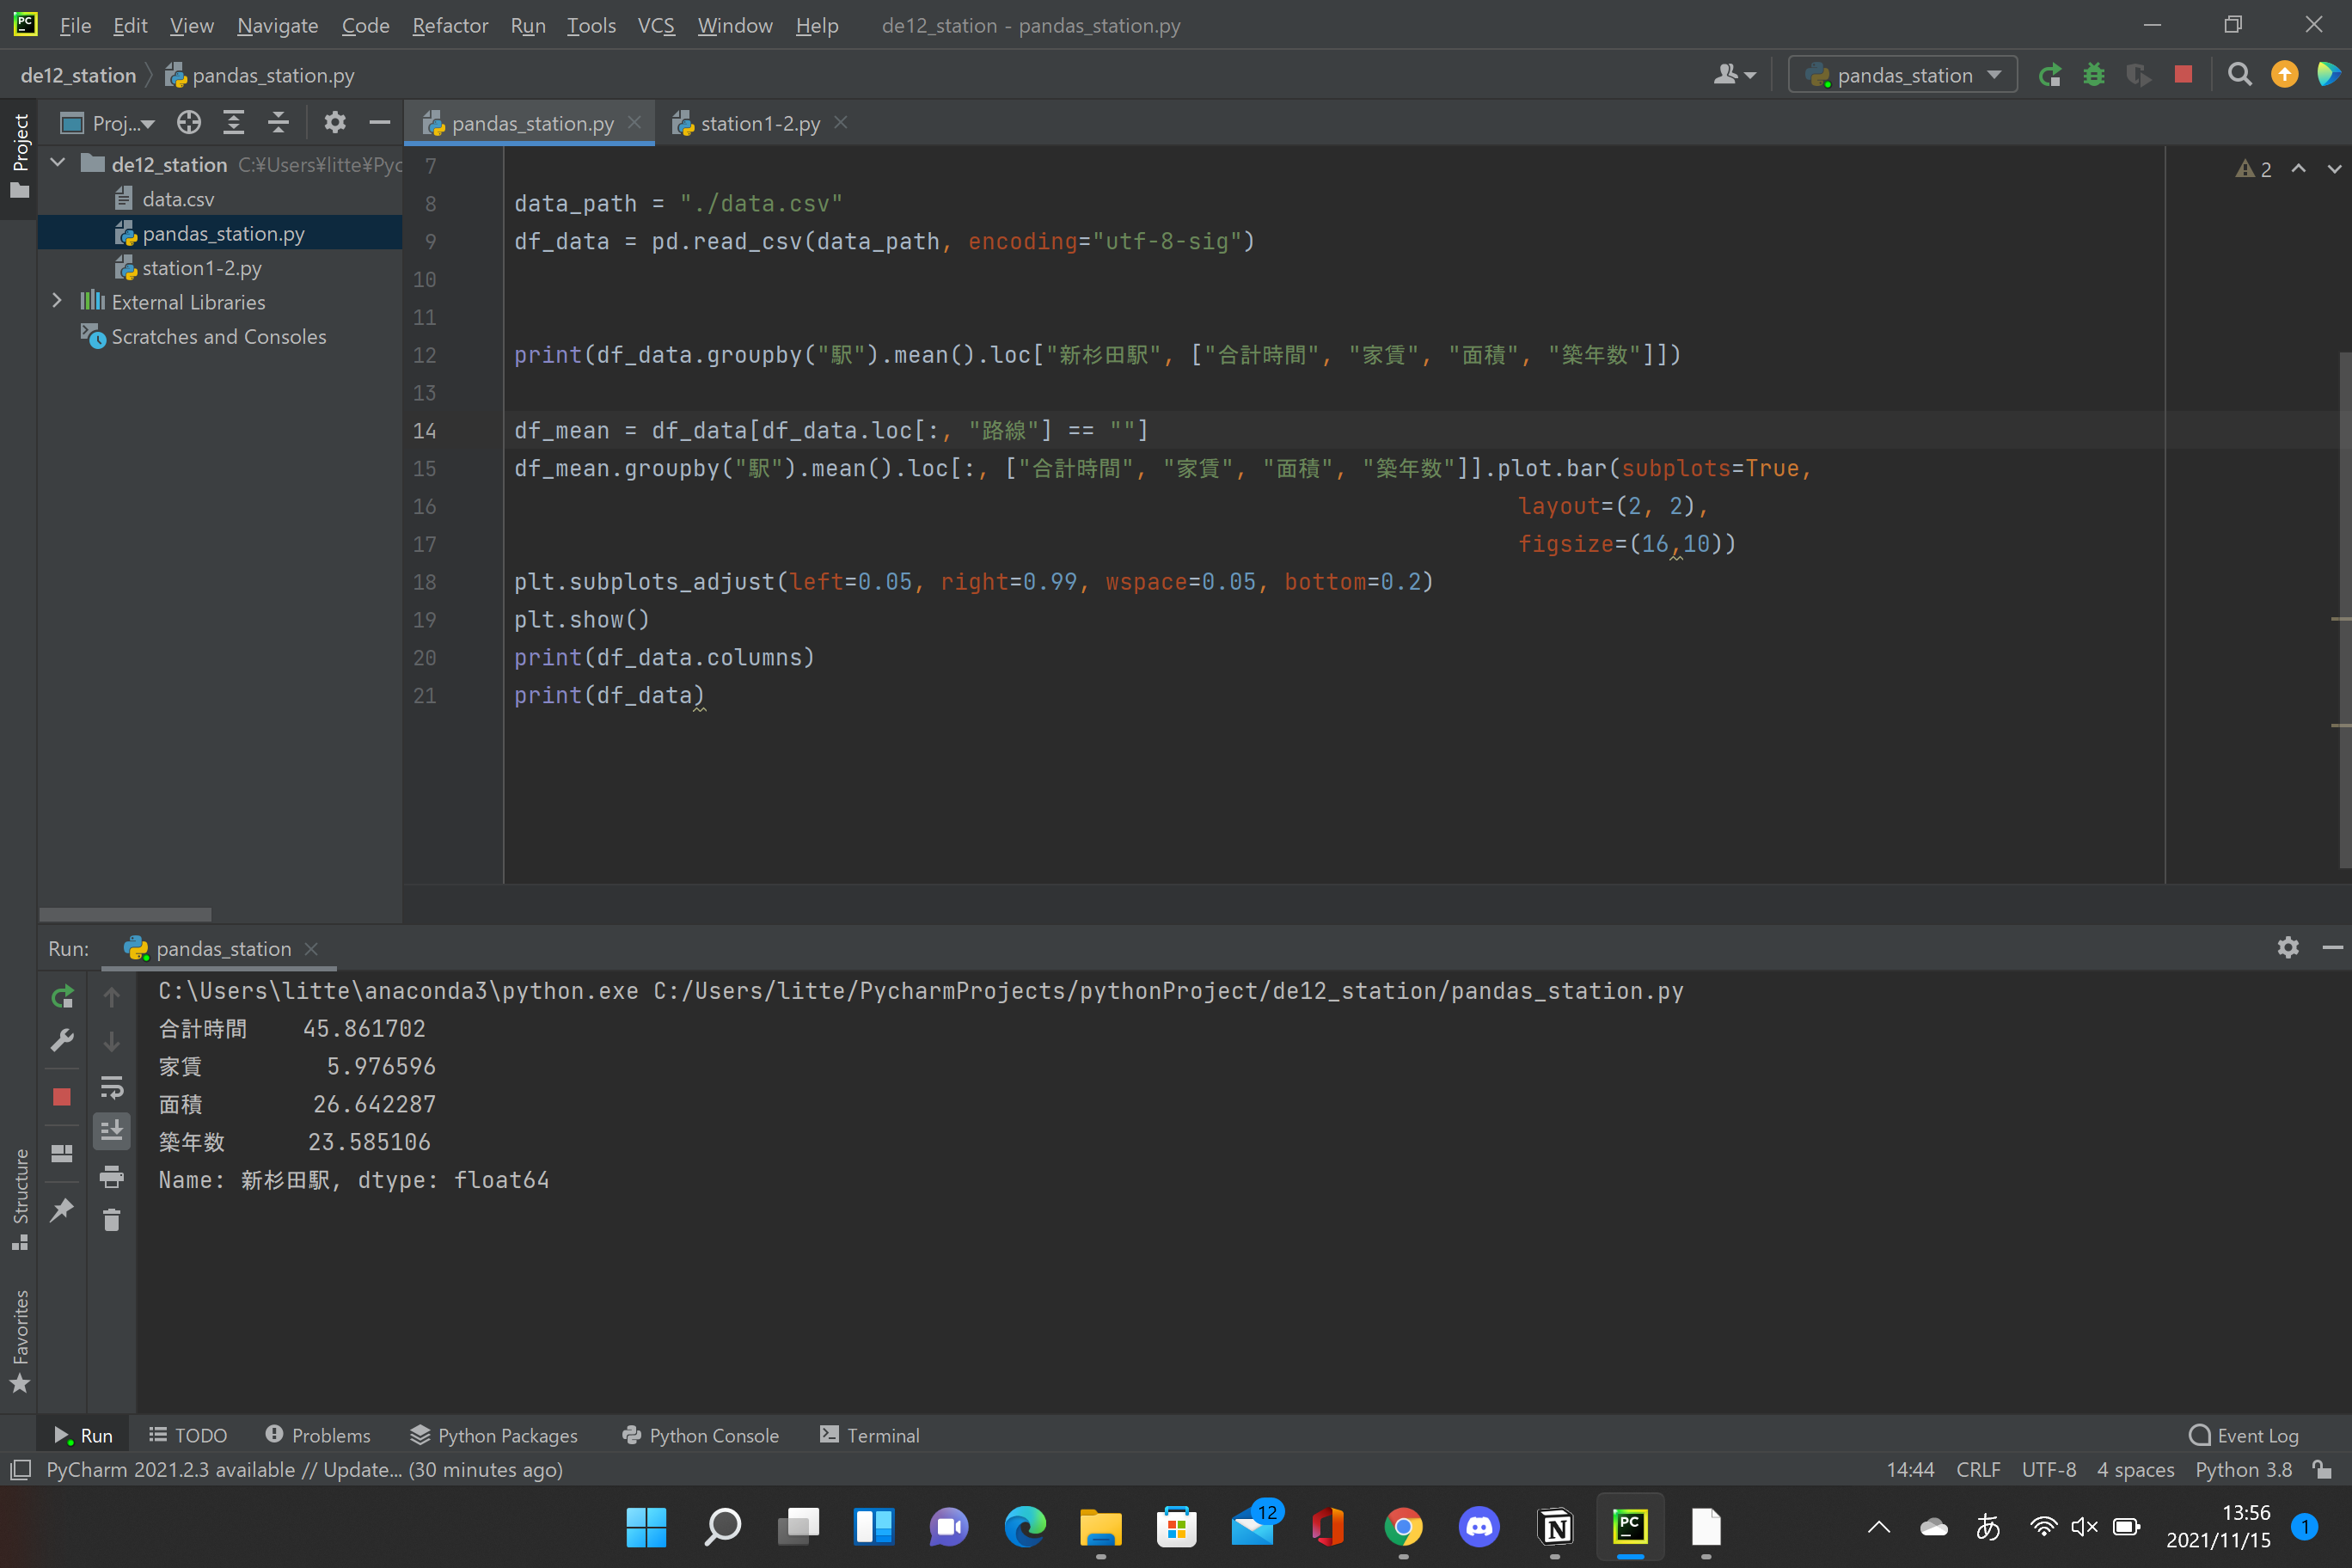 PC File Edit View Navigate Code Refactor Run Tools VCS Window Help de12_station - pandas_station.py
de12_station pandas_station.py pandas_station
Project Proj... pandas_station.py station1-2.py
de12_station C:¥Users¥litte¥Pyc
data.csv
pandas_station.py
station1-2.py
External Libraries
Scratches and Consoles
2
7
8 data_path = "./data.csv"
9 df_data = pd.read_csv(data_path, encoding="utf-8-sig")
10
11
12 print(df_data.groupby("駅").mean().loc["新杉田駅", ["合計時間", "家賃", "面積", "築年数"]])
13
14 df_mean = df_data[df_data.loc[:, "路線"] == ""]
15 df_mean.groupby("駅").mean().loc[:, ["合計時間", "家賃", "面積", "築年数"]].plot.bar(subplots=True,
16 layout=(2, 2),
17 figsize=(16,10))
18 plt.subplots_adjust(left=0.05, right=0.99, wspace=0.05, bottom=0.2)
19 plt.show()
20 print(df_data.columns)
21 print(df_data)
Run: pandas_station
C:\Users\litte\anaconda3\python.exe C:/Users/litte/PycharmProjects/pythonProject/de12_station/pandas_station.py
合計時間 45.861702
家賃 5.976596
面積 26.642287
築年数 23.585106
Name: 新杉田駅, dtype: float64
Structure
Favorites
Run TODO Problems Python Packages Python Console Terminal Event Log
PyCharm 2021.2.3 available // Update... (30 minutes ago) 14:44 CRLF UTF-8 4 spaces Python 3.8
12 N PC あ 13:56 1
2021/11/15